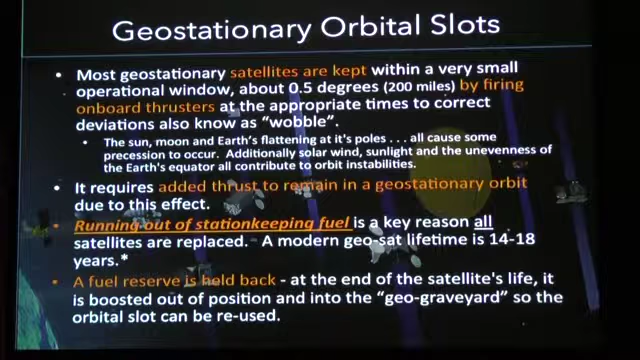 Geostationary Orbital Slots
• Most geostationary satellites are kept within a very small
operational window, about 0.5 degrees (200 miles) by firing
onboard thrusters at the appropriate times to correct
deviations also know as “wobble”.
• The sun, moon and Earth's flattening at it's poles . . . all cause some
precession to occur. Additionally solar wind, sunlight and the unevenness of
the Earth's equator all contribute to orbit instabilities.
• It requires added thrust to remain in a geostationary orbit
due to this effect.
• Running out of stationkeeping fuel is a key reason all
satellites are replaced. A modern geo-sat lifetime is 14-18
years.*
• A fuel reserve is held back - at the end of the satellite's life, it
is boosted out of position and into the “geo-graveyard” so the
orbital slot can be re-used.